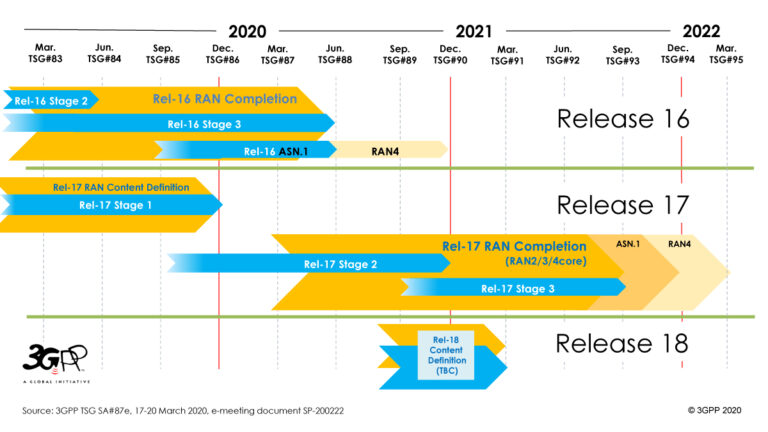 2020
2021
2022
Mar. TSG#83
Jun. TSG#84
Sep. TSG#85
Dec. TSG#86
Mar. TSG#87
Jun. TSG#88
Sep. TSG#89
Dec. TSG#90
Mar. TSG#91
Jun. TSG#92
Sep. TSG#93
Dec. TSG#94
Mar. TSG#95
Rel-16 Stage 2
Rel-16 RAN Completion
Rel-16 Stage 3
Rel-16 ASN.1
RAN4
Release 16
Rel-17 RAN Content Definition
Rel-17 Stage 1
Release 17
Rel-17 RAN Completion
(RAN2/3/4core)
ASN.1
RAN4
Rel-17 Stage 2
Rel-17 Stage 3
Rel-18
Content
Definition
(TBC)
Release 18
3GPP
A GLOBAL INITIATIVE
Source: 3GPP TSG SA#87e, 17-20 March 2020, e-meeting document SP-200222
© 3GPP 2020